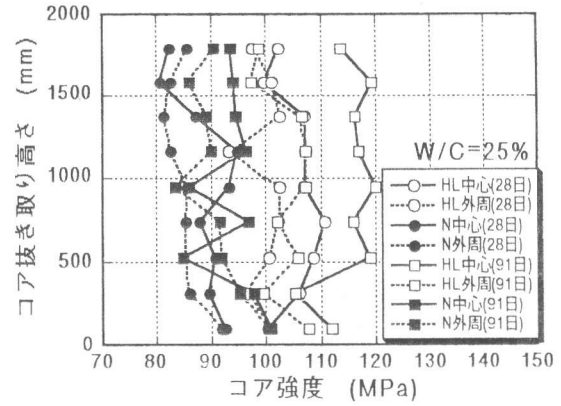 2000
1500
1000
500
0
コア抜き取り高さ (mm)
W/C=25%
HL中心(28日)
HL外周(28日)
N中心(28日)
N外周(28日)
HL中心(91日)
HL外周(91日)
N中心(91日)
N外周(91日)
70 80 90 100 110 120 130 140 150
コア強度 (MPa)